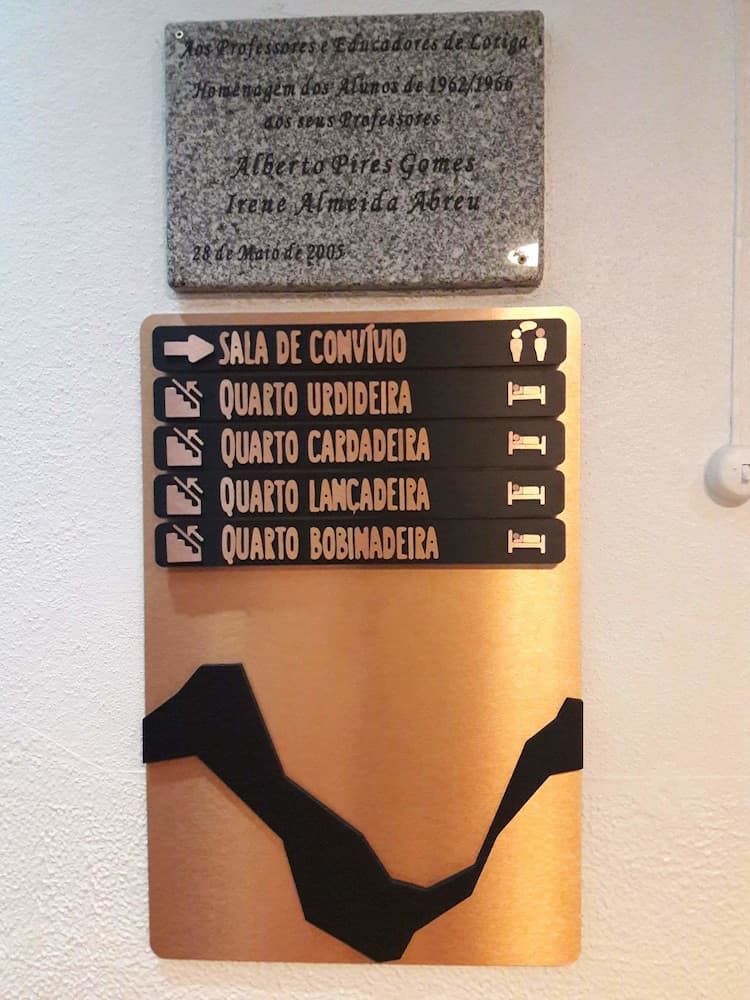 Aos Professores e Educadores de Loriga
Homenagem dos Alunos de 1962/1966
aos seus Professores
Alberto Pires Gomes
Irene Almeida Abreu
28 de Maio de 2005
SALA DE CONVÍVIO
QUARTO URDIDEIRA
QUARTO CARDADEIRA
QUARTO LANÇADEIRA
QUARTO BOBINADEIRA